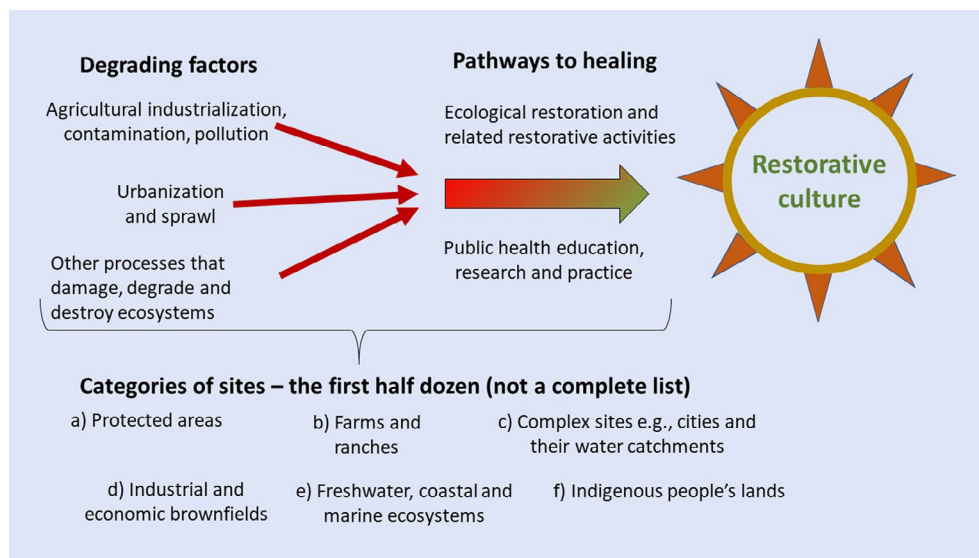 Degrading factors
Agricultural industrialization,
contamination, pollution
Urbanization
and sprawl
Other processes that
damage, degrade and
destroy ecosystems
Pathways to healing
Ecological restoration and
related restorative activities
Public health education,
research and practice
Restorative
culture
Categories of sites – the first half dozen (not a complete list)
a) Protected areas
b) Farms and
ranches
c) Complex sites e.g., cities and
their water catchments
d) Industrial and
economic brownfields
e) Freshwater, coastal and
marine ecosystems
f) Indigenous people’s lands